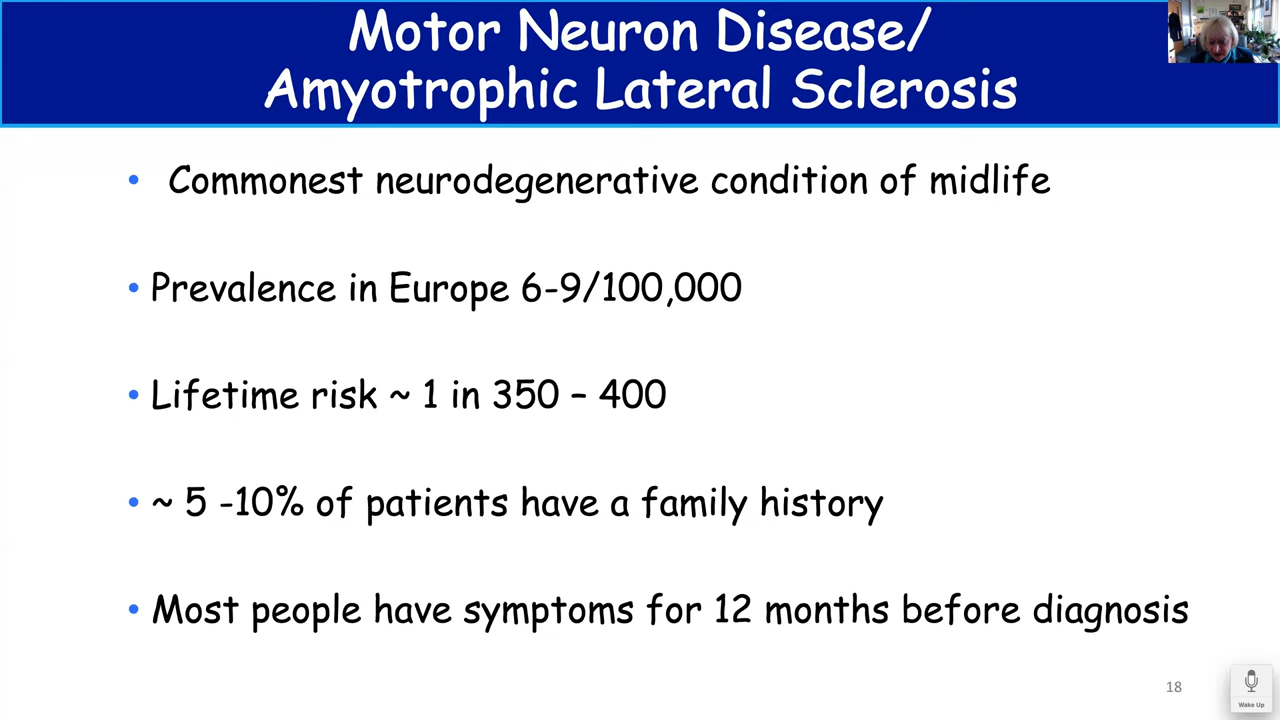 Motor Neuron Disease/
Amyotrophic Lateral Sclerosis
• Commonest neurodegenerative condition of midlife
• Prevalence in Europe 6-9/100,000
• Lifetime risk ~ 1 in 350 – 400
• ~ 5 -10% of patients have a family history
• Most people have symptoms for 12 months before diagnosis
18
Wake Up